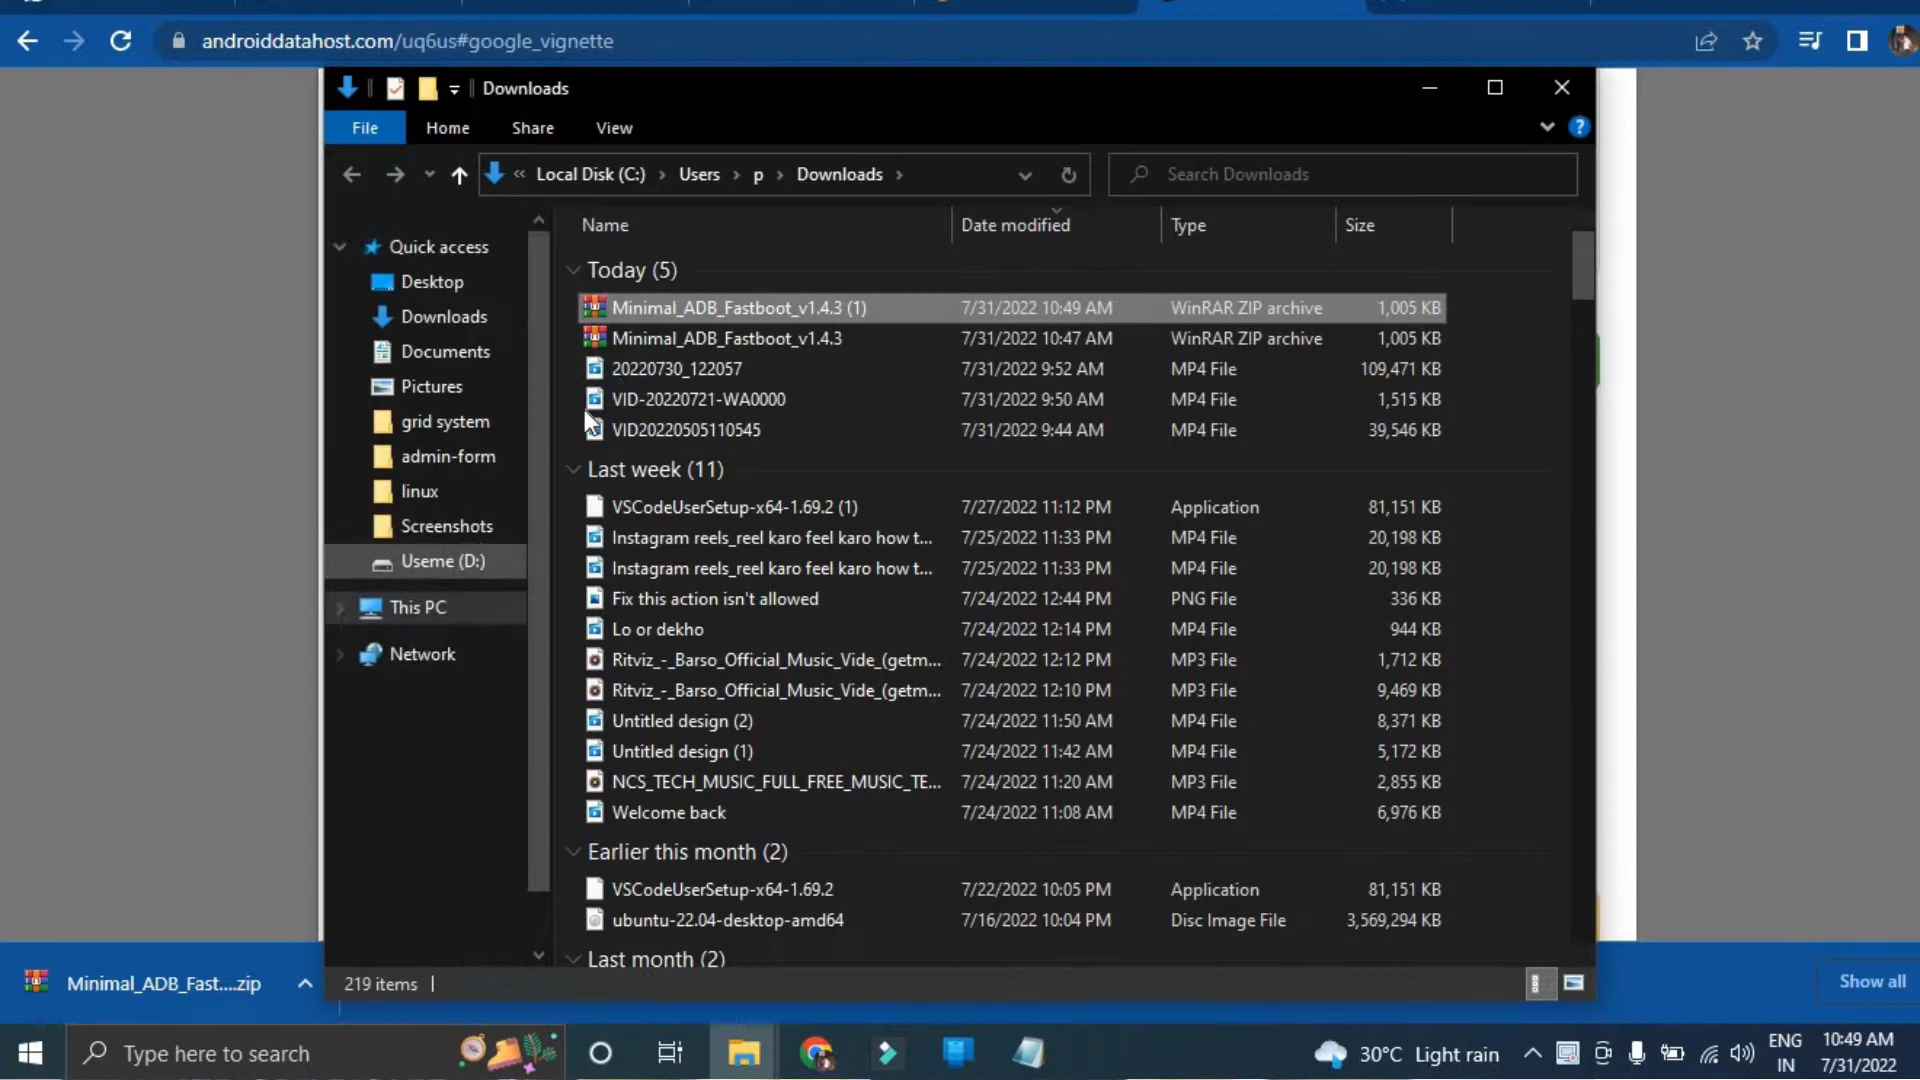 androiddatahost.com/uq6us#google_vignette
Downloads
File Home Share View
« Local Disk (C:) › Users › p › Downloads ›
Search Downloads
Name Date modified Type Size
Quick access
Desktop
Downloads
Documents
Pictures
grid system
admin-form
linux
Screenshots
Useme (D:)
This PC
Network
Today (5)
Minimal_ADB_Fastboot_v1.4.3 (1) 7/31/2022 10:49 AM WinRAR ZIP archive 1,005 KB
Minimal_ADB_Fastboot_v1.4.3 7/31/2022 10:47 AM WinRAR ZIP archive 1,005 KB
20220730_122057 7/31/2022 9:52 AM MP4 File 109,471 KB
VID-20220721-WA0000 7/31/2022 9:50 AM MP4 File 1,515 KB
VID20220505110545 7/31/2022 9:44 AM MP4 File 39,546 KB
Last week (11)
VSCodeUserSetup-x64-1.69.2 (1) 7/27/2022 11:12 PM Application 81,151 KB
Instagram reels_reel karo feel karo how t... 7/25/2022 11:33 PM MP4 File 20,198 KB
Instagram reels_reel karo feel karo how t... 7/25/2022 11:33 PM MP4 File 20,198 KB
Fix this action isn't allowed 7/24/2022 12:44 PM PNG File 336 KB
Lo or dekho 7/24/2022 12:14 PM MP4 File 944 KB
Ritviz_-_Barso_Official_Music_Vide_(getm... 7/24/2022 12:12 PM MP3 File 1,712 KB
Ritviz_-_Barso_Official_Music_Vide_(getm... 7/24/2022 12:10 PM MP3 File 9,469 KB
Untitled design (2) 7/24/2022 11:50 AM MP4 File 8,371 KB
Untitled design (1) 7/24/2022 11:42 AM MP4 File 5,172 KB
NCS_TECH_MUSIC_FULL_FREE_MUSIC_TE... 7/24/2022 11:20 AM MP3 File 2,855 KB
Welcome back 7/24/2022 11:08 AM MP4 File 6,976 KB
Earlier this month (2)
VSCodeUserSetup-x64-1.69.2 7/22/2022 10:05 PM Application 81,151 KB
ubuntu-22.04-desktop-amd64 7/16/2022 10:04 PM Disc Image File 3,569,294 KB
Last month (2)
219 items
Minimal_ADB_Fast....zip
Show all
Type here to search
30°C Light rain
ENG
IN
10:49 AM
7/31/2022